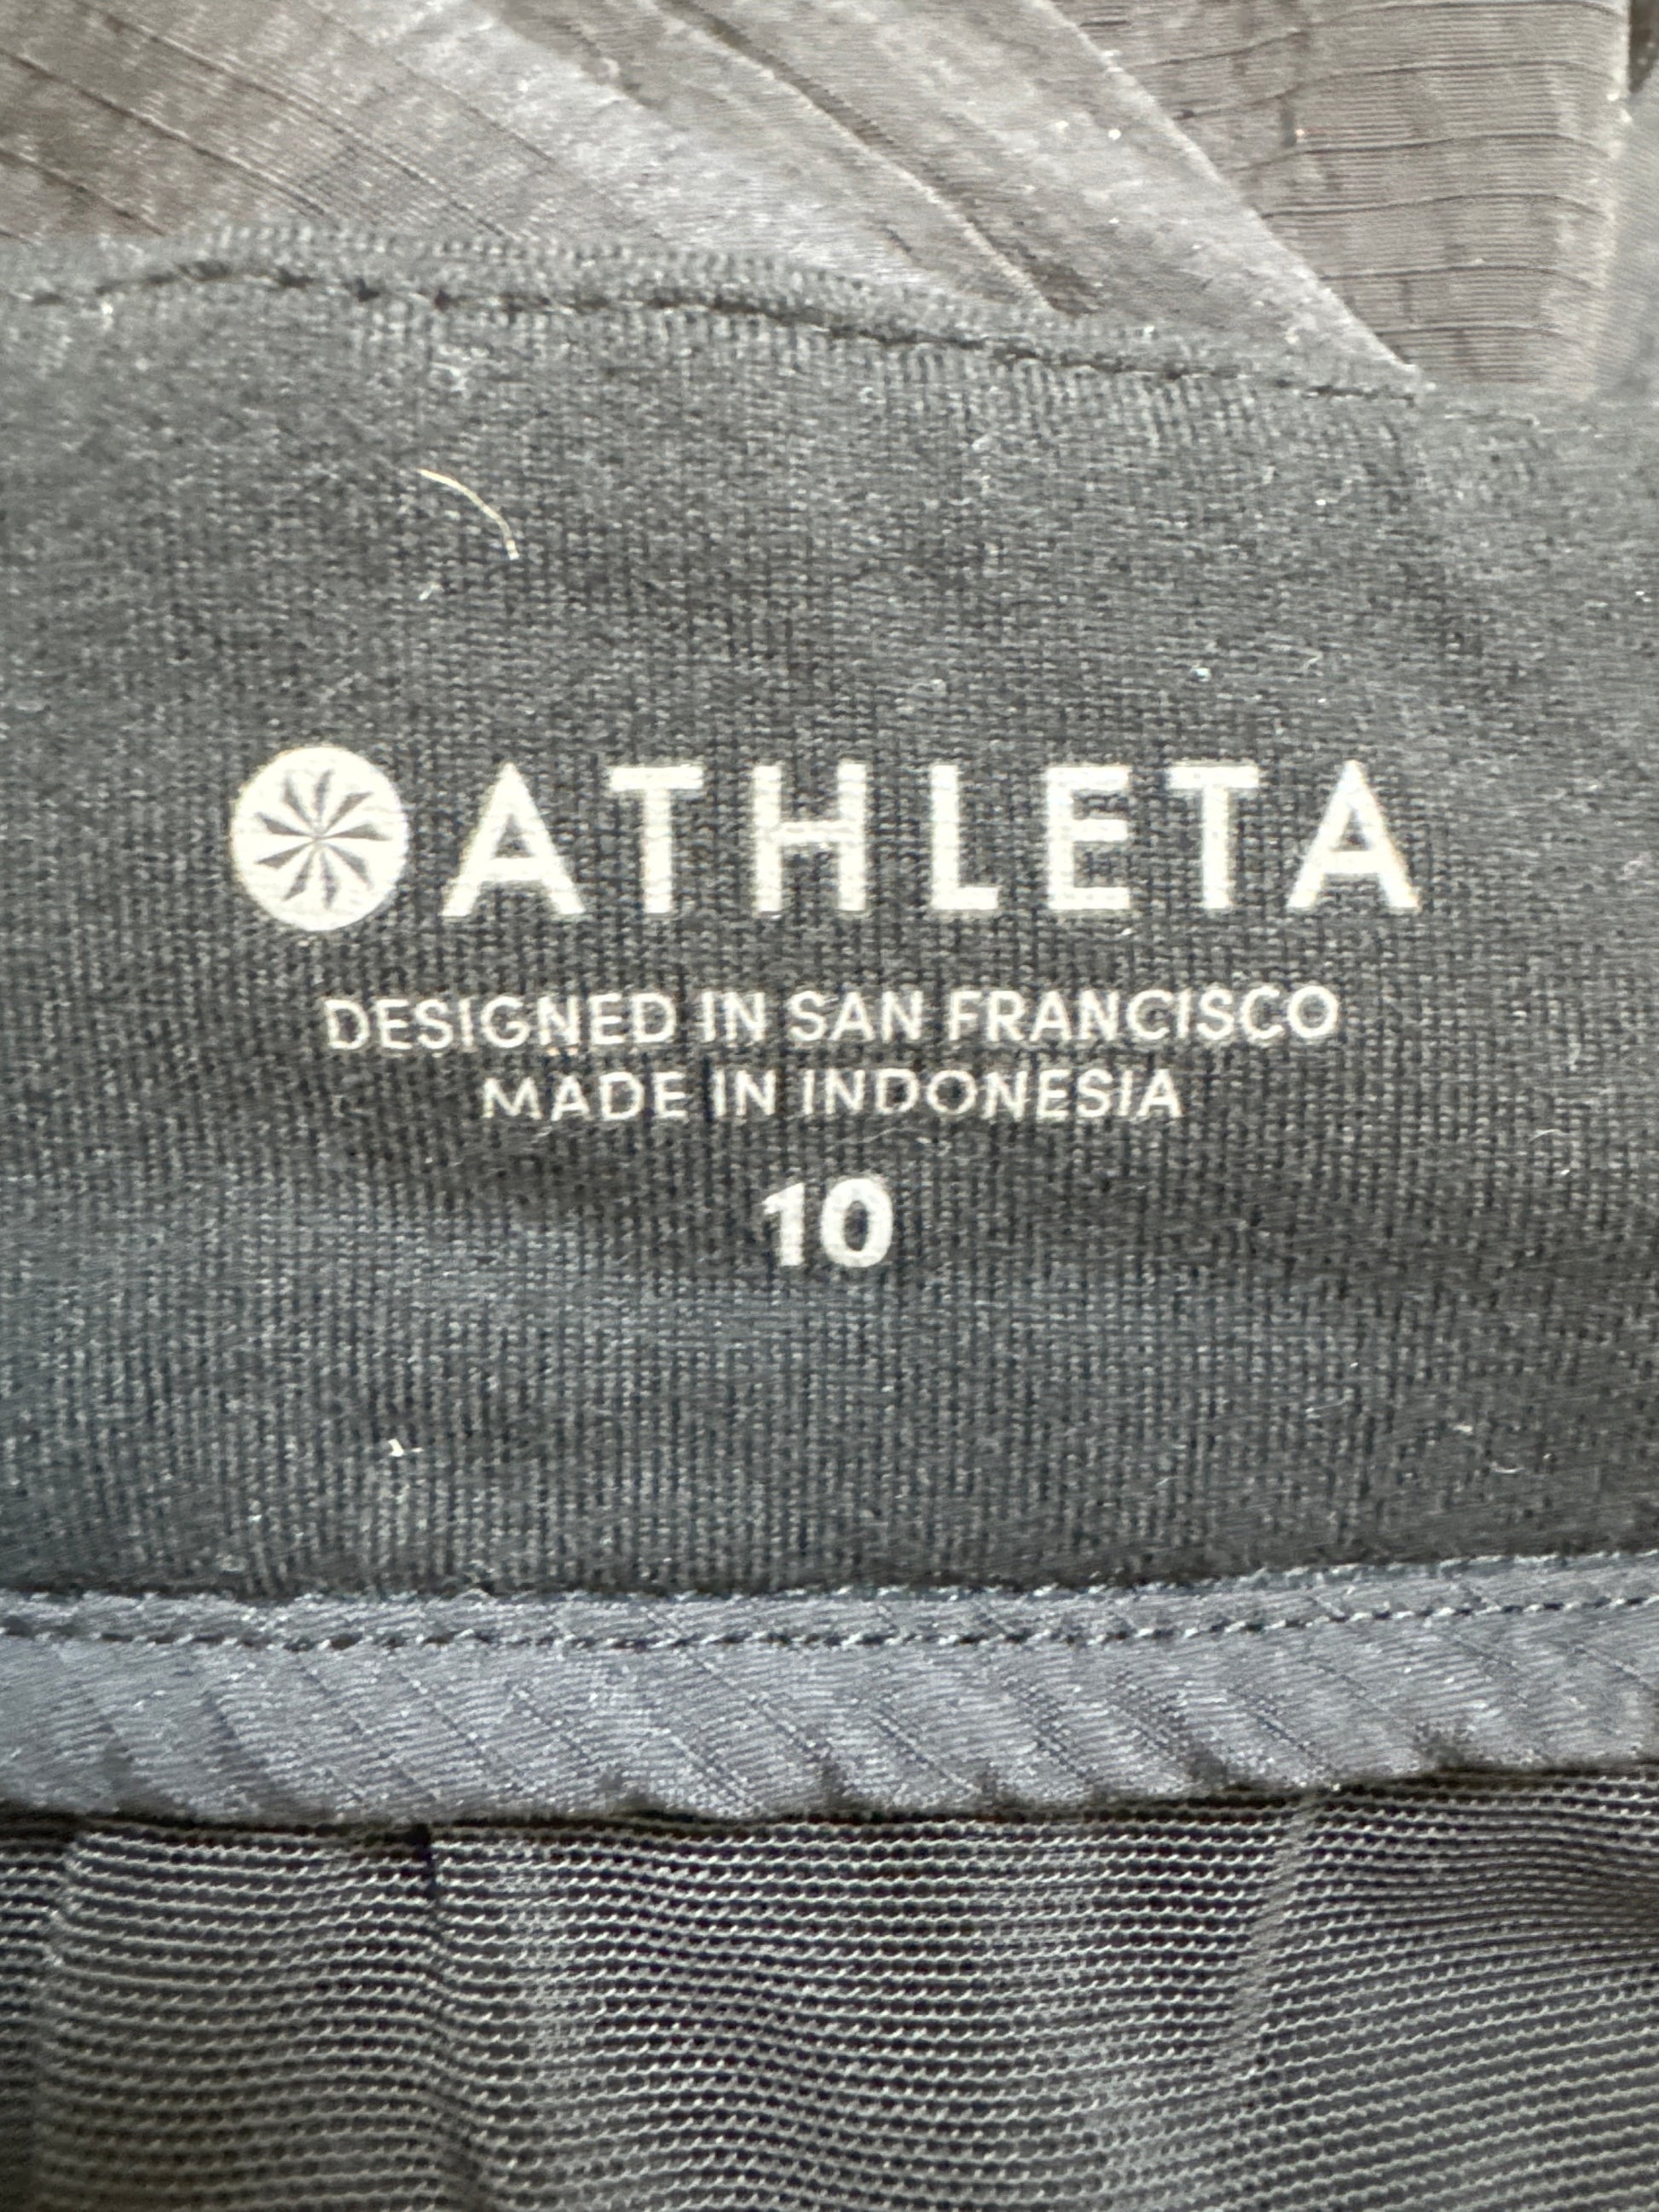 ATHLETA
DESIGNED IN SAN FRANCISCO
MADE IN INDONESIA
10